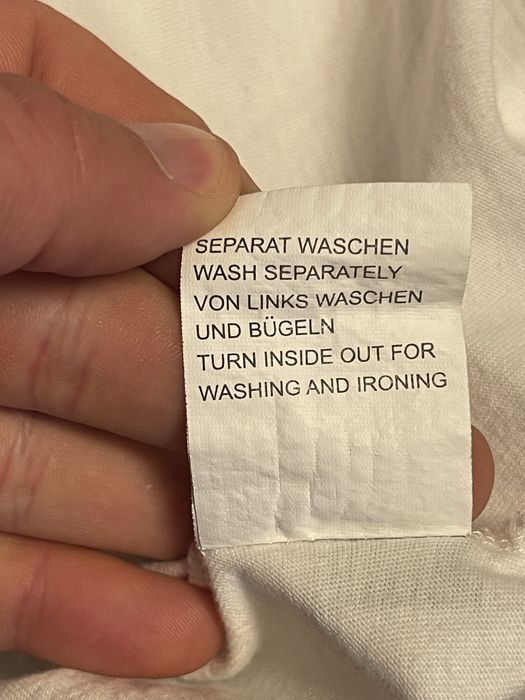 SEPARAT WASCHEN
WASH SEPARATELY
VON LINKS WASCHEN
UND BÜGELN
TURN INSIDE OUT FOR
WASHING AND IRONING